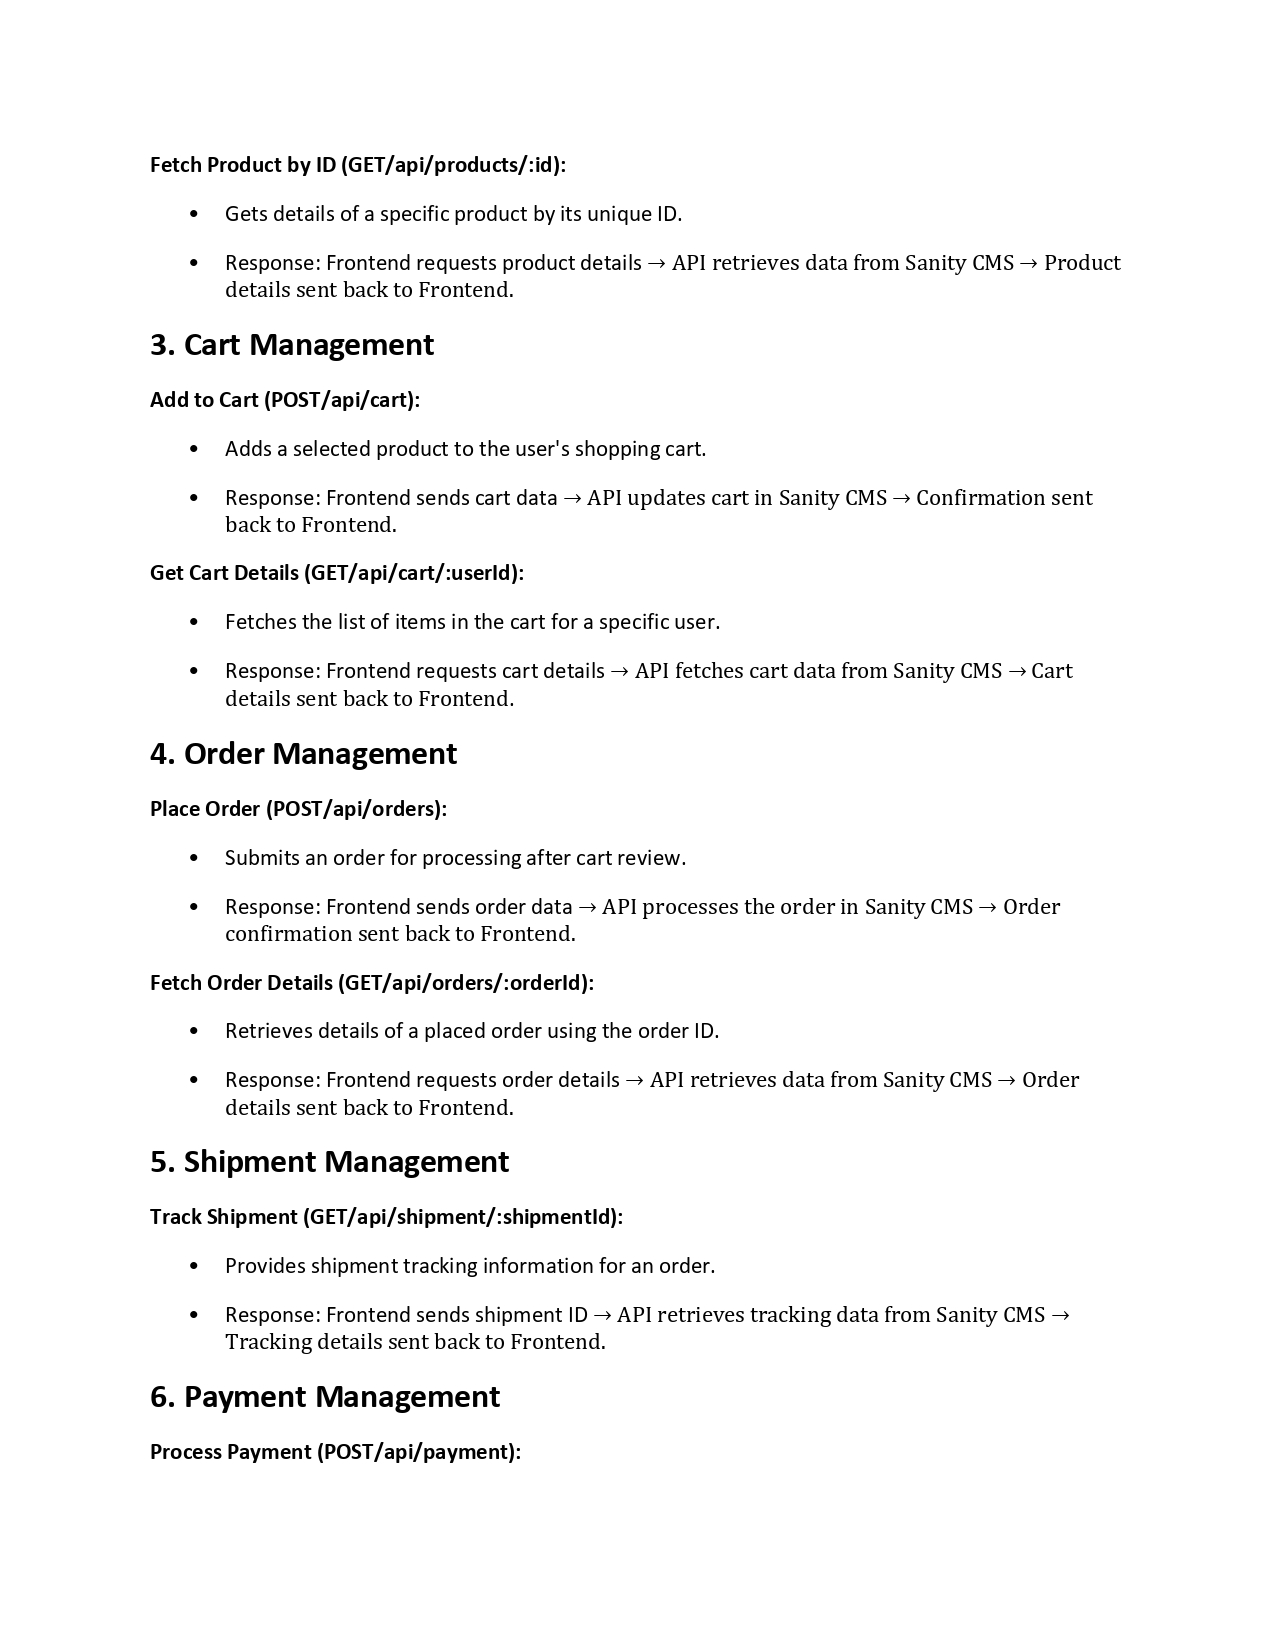 Fetch Product by ID (GET/api/products/:id):
• Gets details of a specific product by its unique ID.
• Response: Frontend requests product details → API retrieves data from Sanity CMS → Product
details sent back to Frontend.
3. Cart Management
Add to Cart (POST/api/cart):
• Adds a selected product to the user's shopping cart.
• Response: Frontend sends cart data → API updates cart in Sanity CMS → Confirmation sent
back to Frontend.
Get Cart Details (GET/api/cart/:userId):
• Fetches the list of items in the cart for a specific user.
• Response: Frontend requests cart details → API fetches cart data from Sanity CMS → Cart
details sent back to Frontend.
4. Order Management
Place Order (POST/api/orders):
• Submits an order for processing after cart review.
• Response: Frontend sends order data → API processes the order in Sanity CMS → Order
confirmation sent back to Frontend.
Fetch Order Details (GET/api/orders/:orderId):
• Retrieves details of a placed order using the order ID.
• Response: Frontend requests order details → API retrieves data from Sanity CMS → Order
details sent back to Frontend.
5. Shipment Management
Track Shipment (GET/api/shipment/:shipmentId):
• Provides shipment tracking information for an order.
• Response: Frontend sends shipment ID → API retrieves tracking data from Sanity CMS →
Tracking details sent back to Frontend.
6. Payment Management
Process Payment (POST/api/payment):